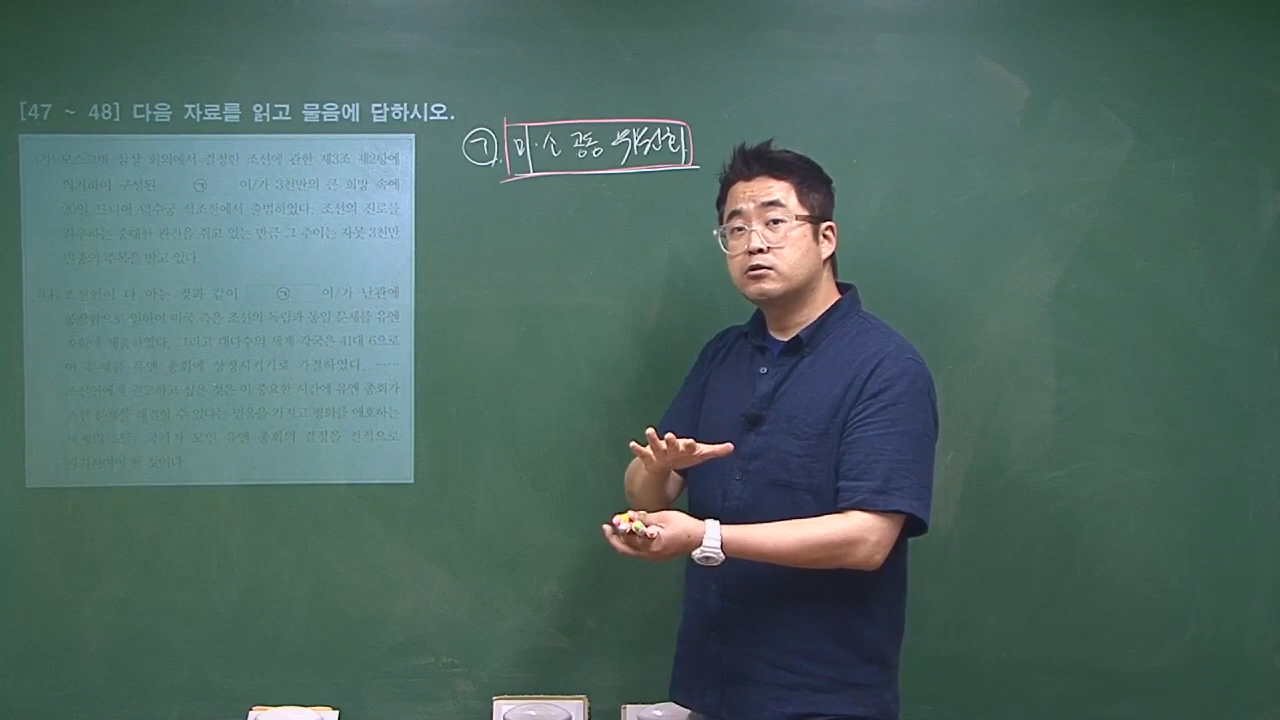 [47 ~ 48] 다음 자료를 읽고 물음에 답하시오.
(가) 모스크바 삼상 회의에서 결정한 조선에 관한 제3조 제2항에
의거하여 구성된 ㉠ 이/가 3천만의 큰 희망 속에
20일 드디어 덕수궁 석조전에서 출범하였다. 조선의 진로를
좌우하는 중대한 관건을 쥐고 있는 만큼 그 추이는 자못 3천만
민중의 주목을 받고 있다.
(나) 조선인이 다 아는 것과 같이 ㉠ 이/가 난관에
봉착함으로 인하여 미국 측은 조선의 독립과 통일 문제를 유엔
총회에 제출하였다. 그리고 대다수의 세계 각국은 41대 6으로
이 문제를 유엔 총회에 상정시키기로 가결하였다. ……
조선인에게 권고하고 싶은 것은 이 중요한 시간에 유엔 총회가
조선 문제를 해결할 수 있다는 믿음을 가지고 평화를 애호하는
세계의 모든 국가가 모인 유엔 총회의 결정을 전적으로
지지하여야 할 것이다.
㉠. 미·소 공동 위원회